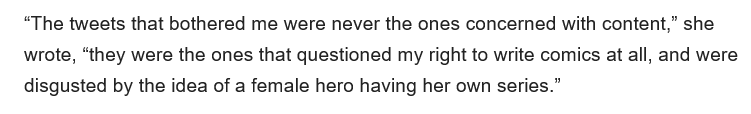 “The tweets that bothered me were never the ones concerned with content,” she
wrote, “they were the ones that questioned my right to write comics at all, and were
disgusted by the idea of a female hero having her own series.”